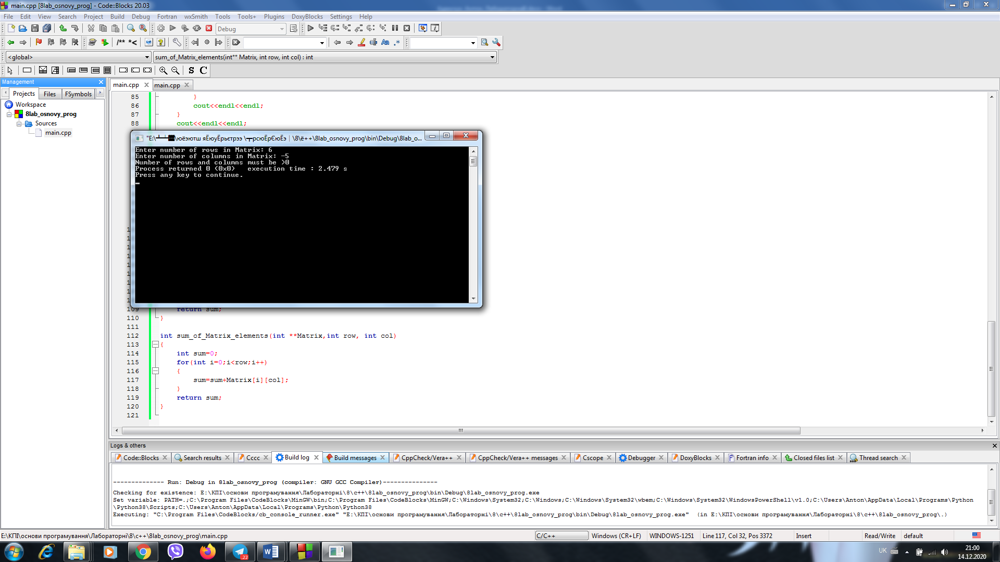 main.cpp [8lab_osnovy_prog] - Code::Blocks 20.03
File Edit View Search Project Build Debug Fortran wxSmith Tools Tools+ Plugins DoxyBlocks Settings Help
Debug
/** *<
<global>
sum_of_Matrix_elements(int** Matrix, int row, int col) : int
S C
Management
Projects Files FSymbols
Workspace
8lab_osnovy_prog
Sources
main.cpp
main.cpp main.cpp
85 }
86 cout<<endl<<endl;
87 }
88 cout<<endl<<endl;
\8\ё++\8lab_osnovy_prog\bin\Debug\8lab_o...
Enter number of rows in Matrix: 6
Enter number of columns in Matrix: -5
Number of rows and columns must be >0
Process returned 0 (0x0) execution time : 2.479 s
Press any key to continue.
109 return sum;
110 }
111
112 int sum_of_Matrix_elements(int **Matrix,int row, int col)
113 {
114 int sum=0;
115 for(int i=0;i<row;i++)
116 {
117 sum=sum+Matrix[i][col];
118 }
119 return sum;
120 }
121
Logs & others
Code::Blocks Search results Cccc Build log Build messages CppCheck/Vera++ CppCheck/Vera++ messages Cscope Debugger DoxyBlocks Fortran info Closed files list Thread search
-------------- Run: Debug in 8lab_osnovy_prog (compiler: GNU GCC Compiler)---------------
Checking for existence: E:\КПІ\основи програмування\Лабораторні\8\c++\8lab_osnovy_prog\bin\Debug\8lab_osnovy_prog.exe
Set variable: PATH=.;C:\Program Files\CodeBlocks\MinGW\bin;C:\Program Files\CodeBlocks\MinGW;C:\Windows\System32;C:\Windows;C:\Windows\System32\wbem;C:\Windows\System32\WindowsPowerShell\v1.0;C:\Users\Anton\AppData\Local\Programs\Python
\Python38\Scripts;C:\Users\Anton\AppData\Local\Programs\Python\Python38
Executing: "C:\Program Files\CodeBlocks/cb_console_runner.exe" "E:\КПІ\основи програмування\Лабораторні\8\c++\8lab_osnovy_prog\bin\Debug\8lab_osnovy_prog.exe" (in E:\КПІ\основи програмування\Лабораторні\8\c++\8lab_osnovy_prog\.)
E:\КПІ\основи програмування\Лабораторні\8\c++\8lab_osnovy_prog\main.cpp
C/C++ Windows (CR+LF) WINDOWS-1251 Line 117, Col 32, Pos 3372 Insert Read/Write default
22
UK
21:00
14.12.2020